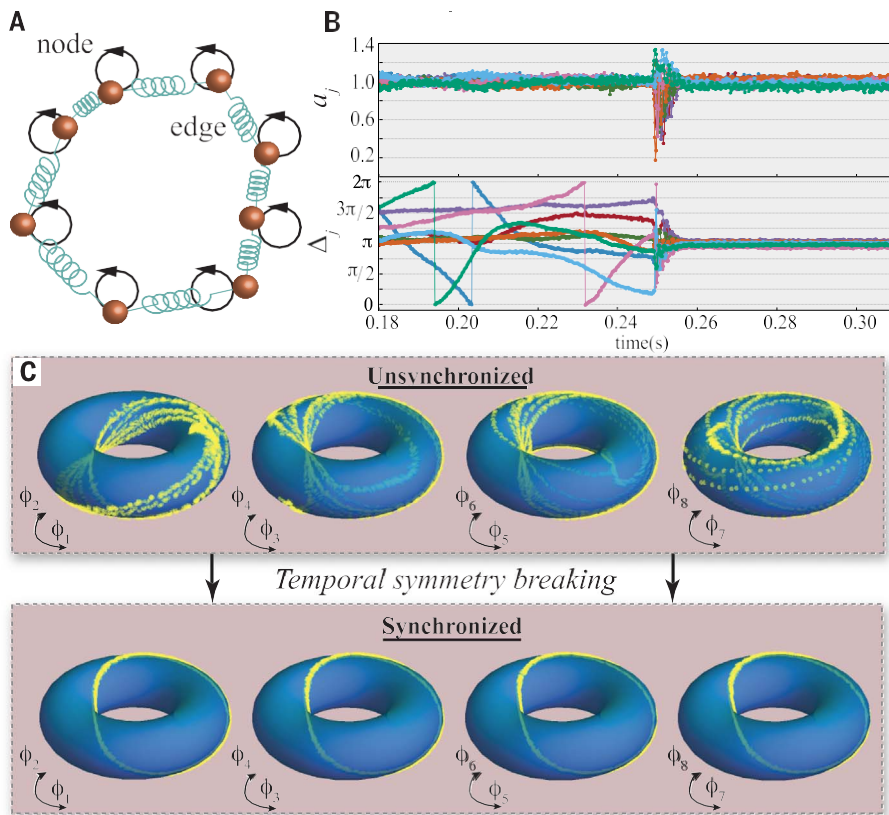 A
node
edge
B
1.4
1.0
0.6
0.2
a_j
2π
3π/2
π
π/2
0
Δ_j
0.18 0.20 0.22 0.24 0.26 0.28 0.30
time(s)
C
Unsynchronized
ϕ2 ϕ1 ϕ4 ϕ3 ϕ6 ϕ5 ϕ8 ϕ7
Temporal symmetry breaking
Synchronized
ϕ2 ϕ1 ϕ4 ϕ3 ϕ6 ϕ5 ϕ8 ϕ7